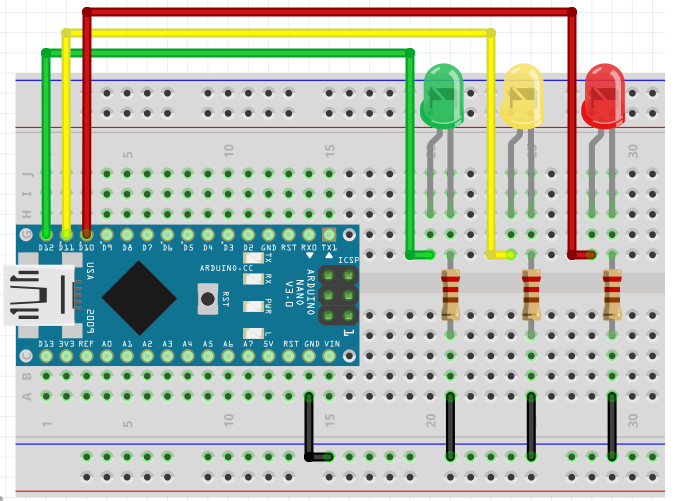 5 10 15 20 25 30
J
I
H
G
D12 D11 D10 D9 D8 D7 D6 D5 D4 D3 D2 GND RST RX0 TX1
TX
RX
PWR
L
USA
2009
ARDUINO.CC
RST
ARDUINO
NANO
V3.0
ICSP
1
D13 3V3 REF A0 A1 A2 A3 A4 A5 A6 A7 5V RST GND VIN
C
B
A
1 5 10 15 20 30